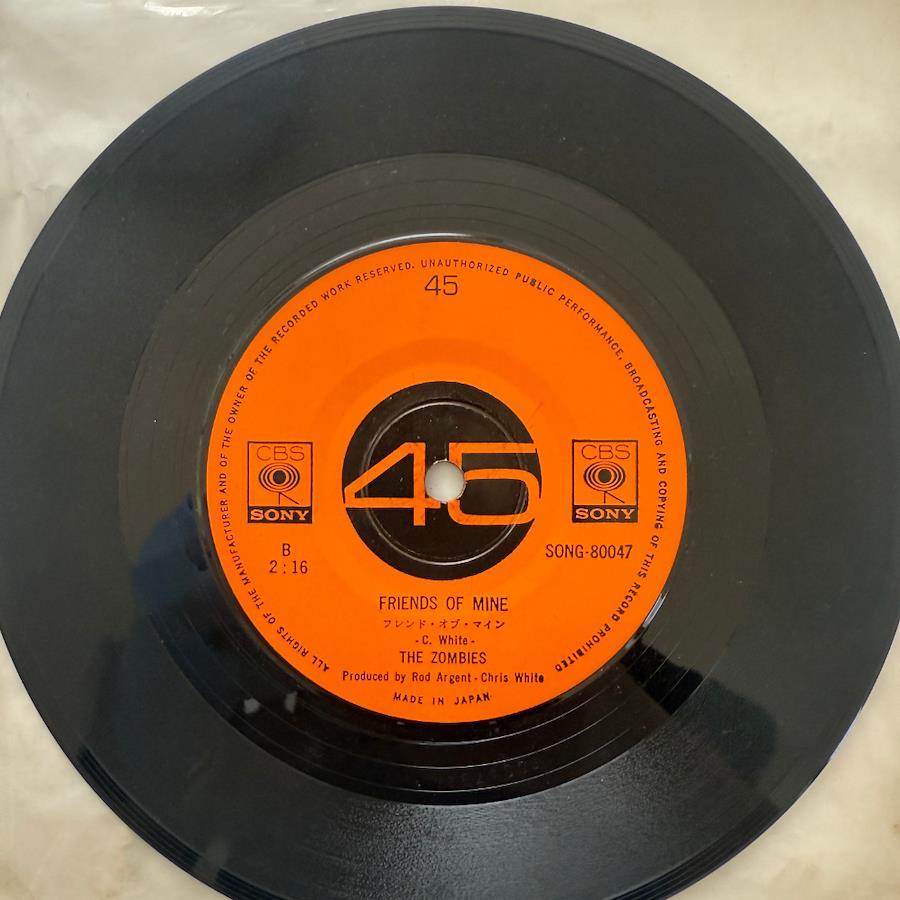 ALL RIGHTS OF THE MANUFACTURER AND OF THE OWNER OF THE RECORDED WORK RESERVED. UNAUTHORIZED PUBLIC PERFORMANCE, BROADCASTING AND COPYING OF THIS RECORD PROHIBITED
45
45
CBS
SONY
CBS
SONY
B
2:16
SONG-80047
FRIENDS OF MINE
フレンド・オブ・マイン
- C. White -
THE ZOMBIES
Produced by Rod Argent - Chris White
MADE IN JAPAN